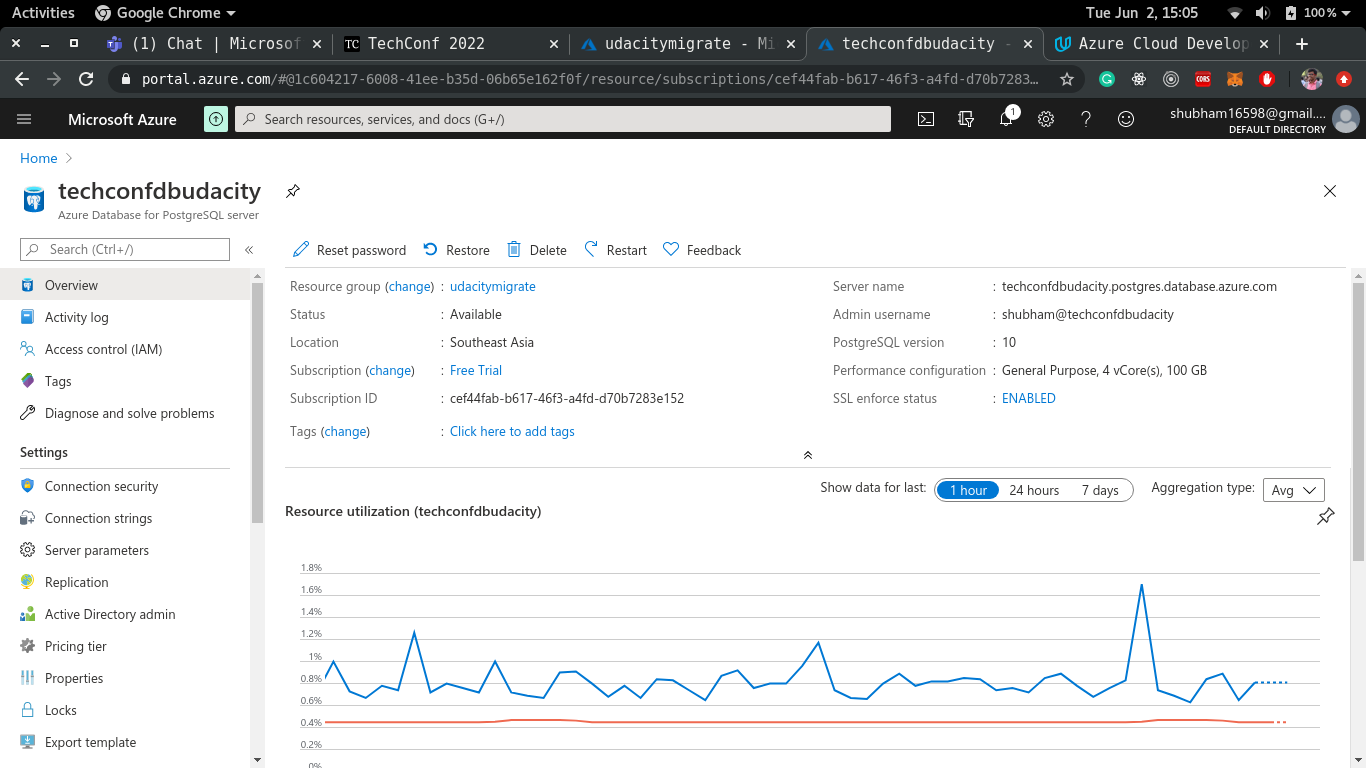 Activities Google Chrome Tue Jun 2, 15:05 100%
(1) Chat | Microsof TechConf 2022 udacitymigrate - Mi techconfdbudacity - Azure Cloud Develop
portal.azure.com/#@1c604217-6008-41ee-b35d-06b65e162f0f/resource/subscriptions/cef44fab-b617-46f3-a4fd-d70b7283…
Microsoft Azure Search resources, services, and docs (G+/) 1 shubham16598@gmail....
DEFAULT DIRECTORY
Home
techconfdbudacity
Azure Database for PostgreSQL server
Search (Ctrl+/) «
Reset password Restore Delete Restart Feedback
Overview
Activity log
Access control (IAM)
Tags
Diagnose and solve problems
Settings
Connection security
Connection strings
Server parameters
Replication
Active Directory admin
Pricing tier
Properties
Locks
Export template
Resource group (change) : udacitymigrate
Status : Available
Location : Southeast Asia
Subscription (change) : Free Trial
Subscription ID : cef44fab-b617-46f3-a4fd-d70b7283e152
Tags (change) : Click here to add tags
Server name : techconfdbudacity.postgres.database.azure.com
Admin username : shubham@techconfdbudacity
PostgreSQL version : 10
Performance configuration : General Purpose, 4 vCore(s), 100 GB
SSL enforce status : ENABLED
Show data for last: 1 hour 24 hours 7 days Aggregation type: Avg
Resource utilization (techconfdbudacity)
1.8%
1.6%
1.4%
1.2%
1%
0.8%
0.6%
0.4%
0.2%
0%